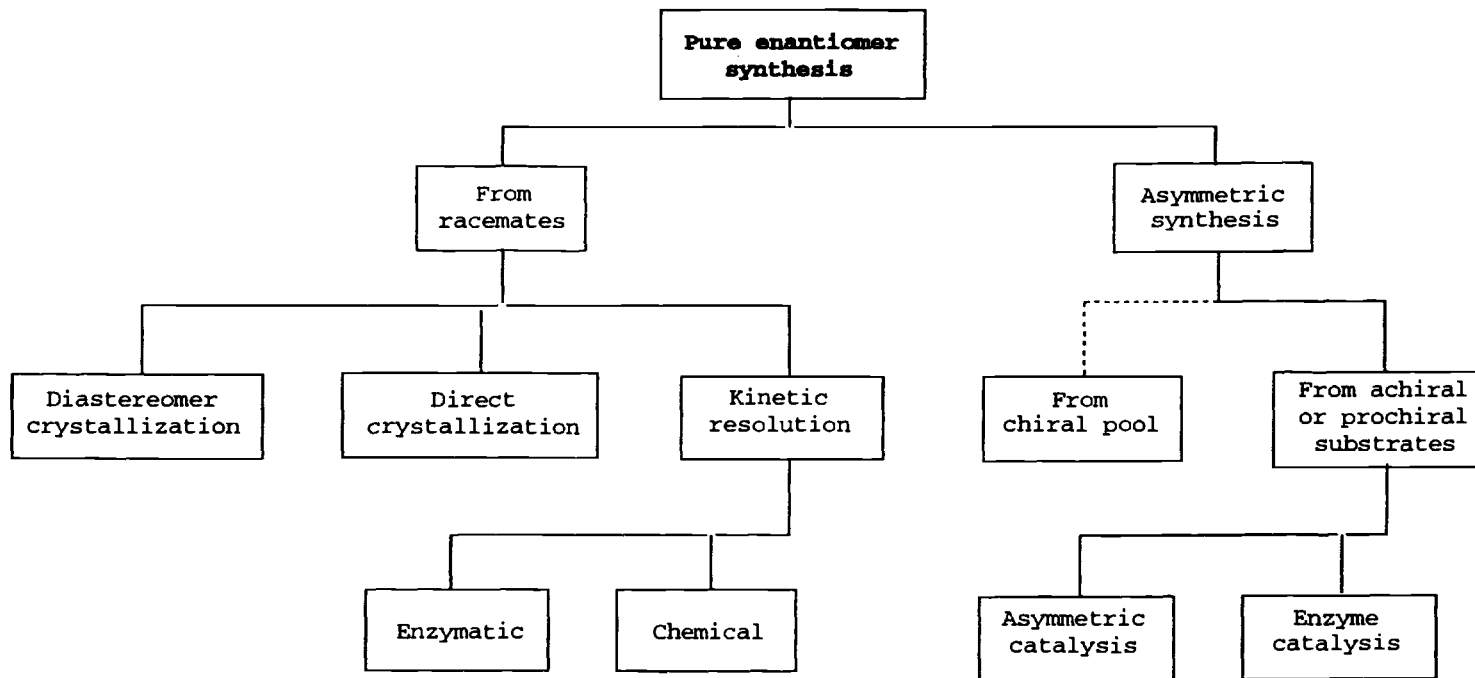 Pure enantiomer
synthesis
From
racemates
Asymmetric
synthesis
Diastereomer
crystallization
Direct
crystallization
Kinetic
resolution
From
chiral pool
From achiral
or prochiral
substrates
Enzymatic
Chemical
Asymmetric
catalysis
Enzyme
catalysis